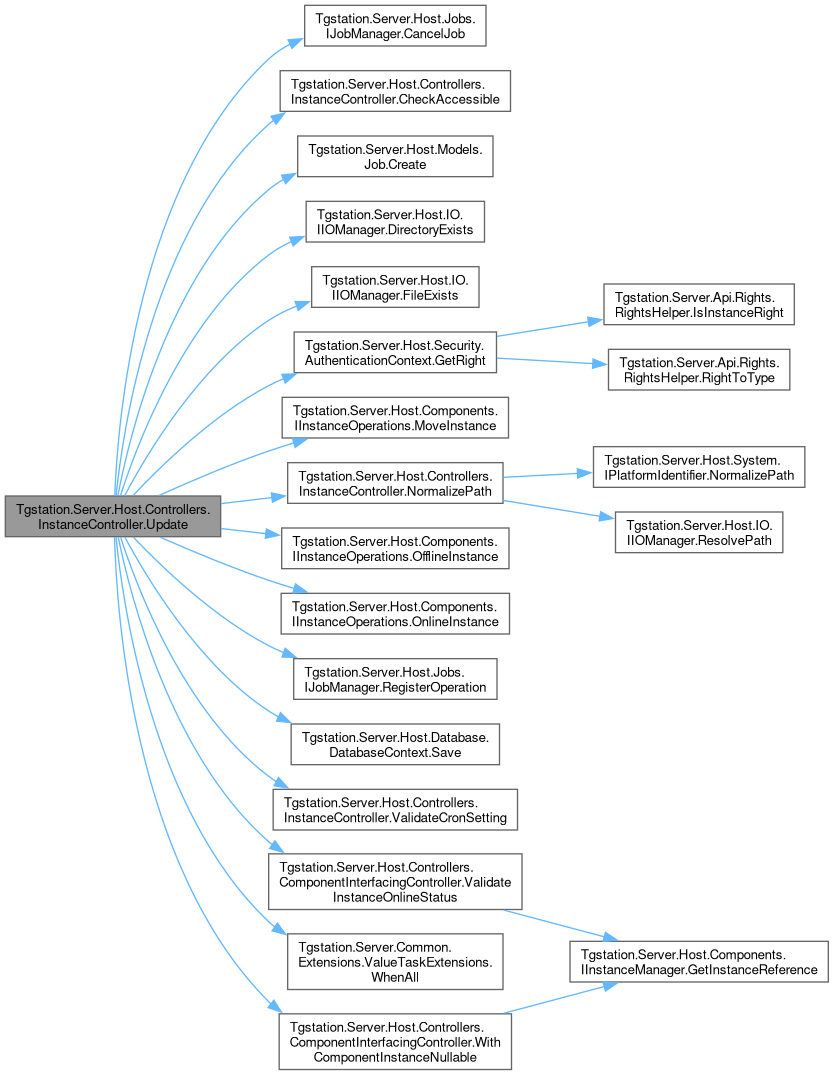 Tgstation.Server.Host.Controllers.
InstanceController.Update
Tgstation.Server.Host.Jobs.
IJobManager.CancelJob
Tgstation.Server.Host.Controllers.
InstanceController.CheckAccessible
Tgstation.Server.Host.Models.
Job.Create
Tgstation.Server.Host.IO.
IIOManager.DirectoryExists
Tgstation.Server.Host.IO.
IIOManager.FileExists
Tgstation.Server.Host.Security.
AuthenticationContext.GetRight
Tgstation.Server.Api.Rights.
RightsHelper.IsInstanceRight
Tgstation.Server.Api.Rights.
RightsHelper.RightToType
Tgstation.Server.Host.Components.
IInstanceOperations.MoveInstance
Tgstation.Server.Host.Controllers.
InstanceController.NormalizePath
Tgstation.Server.Host.System.
IPlatformIdentifier.NormalizePath
Tgstation.Server.Host.IO.
IIOManager.ResolvePath
Tgstation.Server.Host.Components.
IInstanceOperations.OfflineInstance
Tgstation.Server.Host.Components.
IInstanceOperations.OnlineInstance
Tgstation.Server.Host.Jobs.
IJobManager.RegisterOperation
Tgstation.Server.Host.Database.
DatabaseContext.Save
Tgstation.Server.Host.Controllers.
InstanceController.ValidateCronSetting
Tgstation.Server.Host.Controllers.
ComponentInterfacingController.Validate
InstanceOnlineStatus
Tgstation.Server.Common.
Extensions.ValueTaskExtensions.
WhenAll
Tgstation.Server.Host.Components.
IInstanceManager.GetInstanceReference
Tgstation.Server.Host.Controllers.
ComponentInterfacingController.With
ComponentInstanceNullable